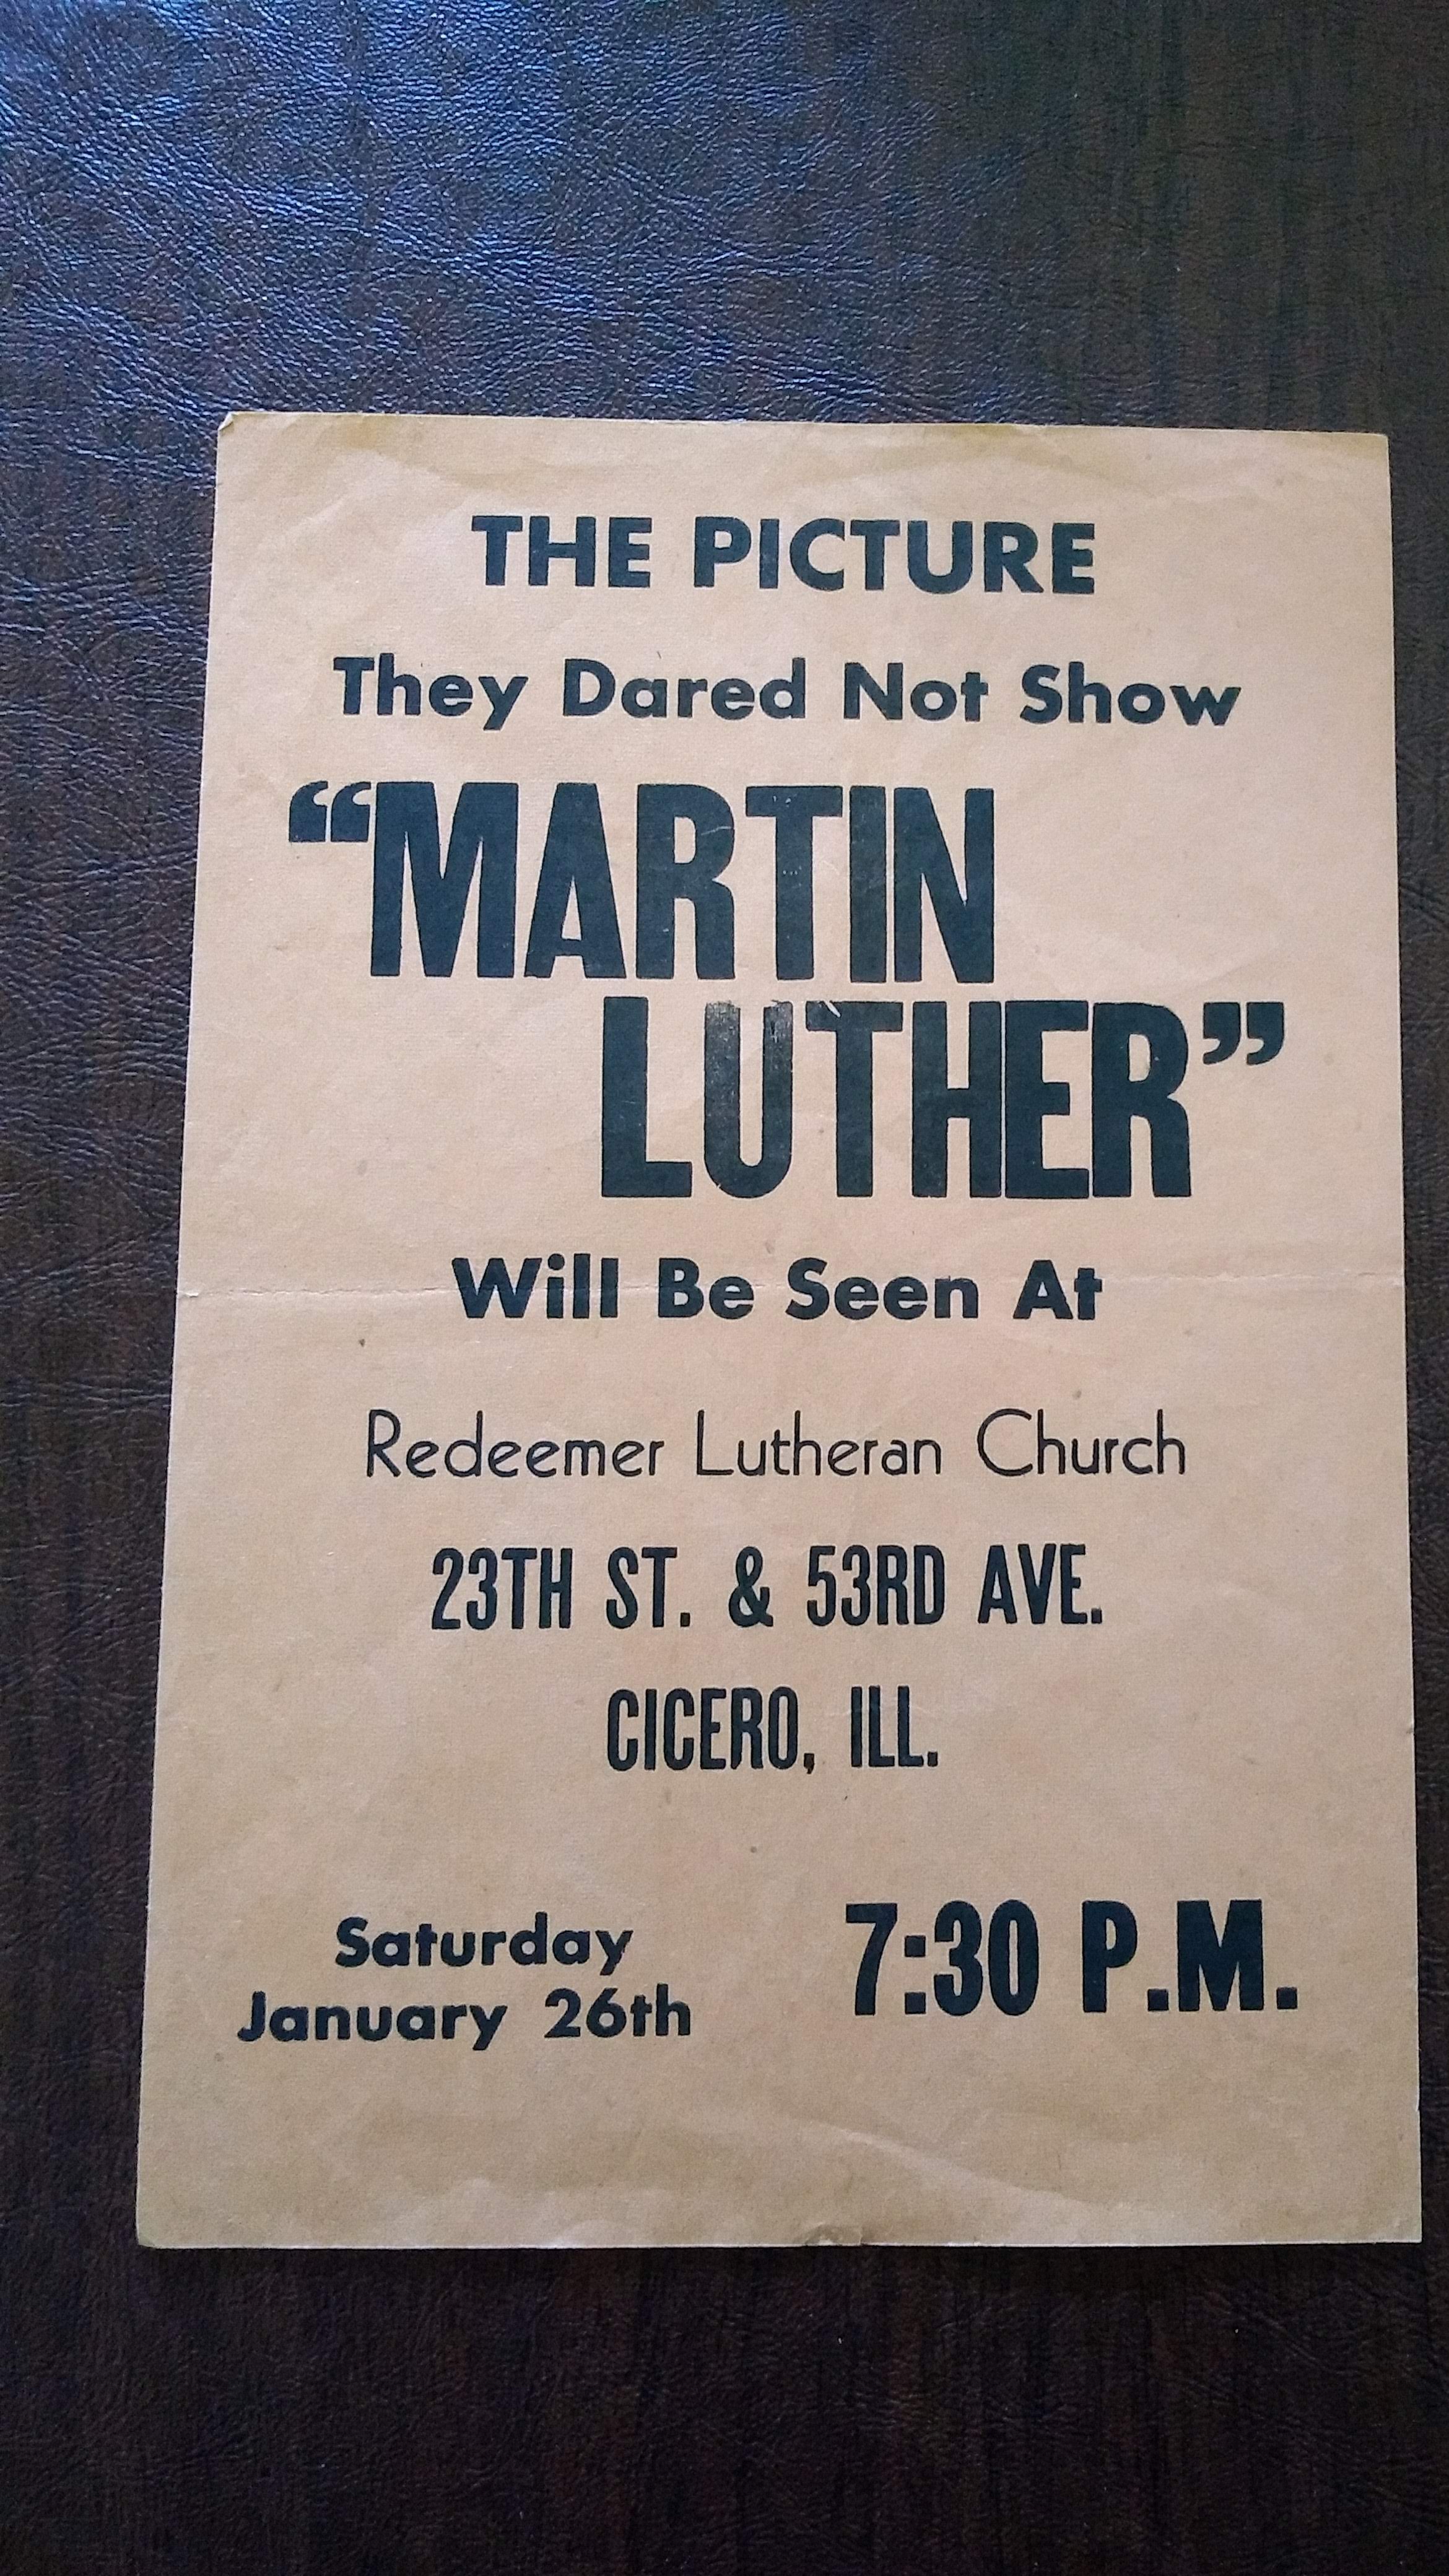 THE PICTURE
They Dared Not Show
“MARTIN
LUTHER”
Will Be Seen At
Redeemer Lutheran Church
23TH ST. & 53RD AVE.
CICERO, ILL.
Saturday
January 26th
7:30 P.M.